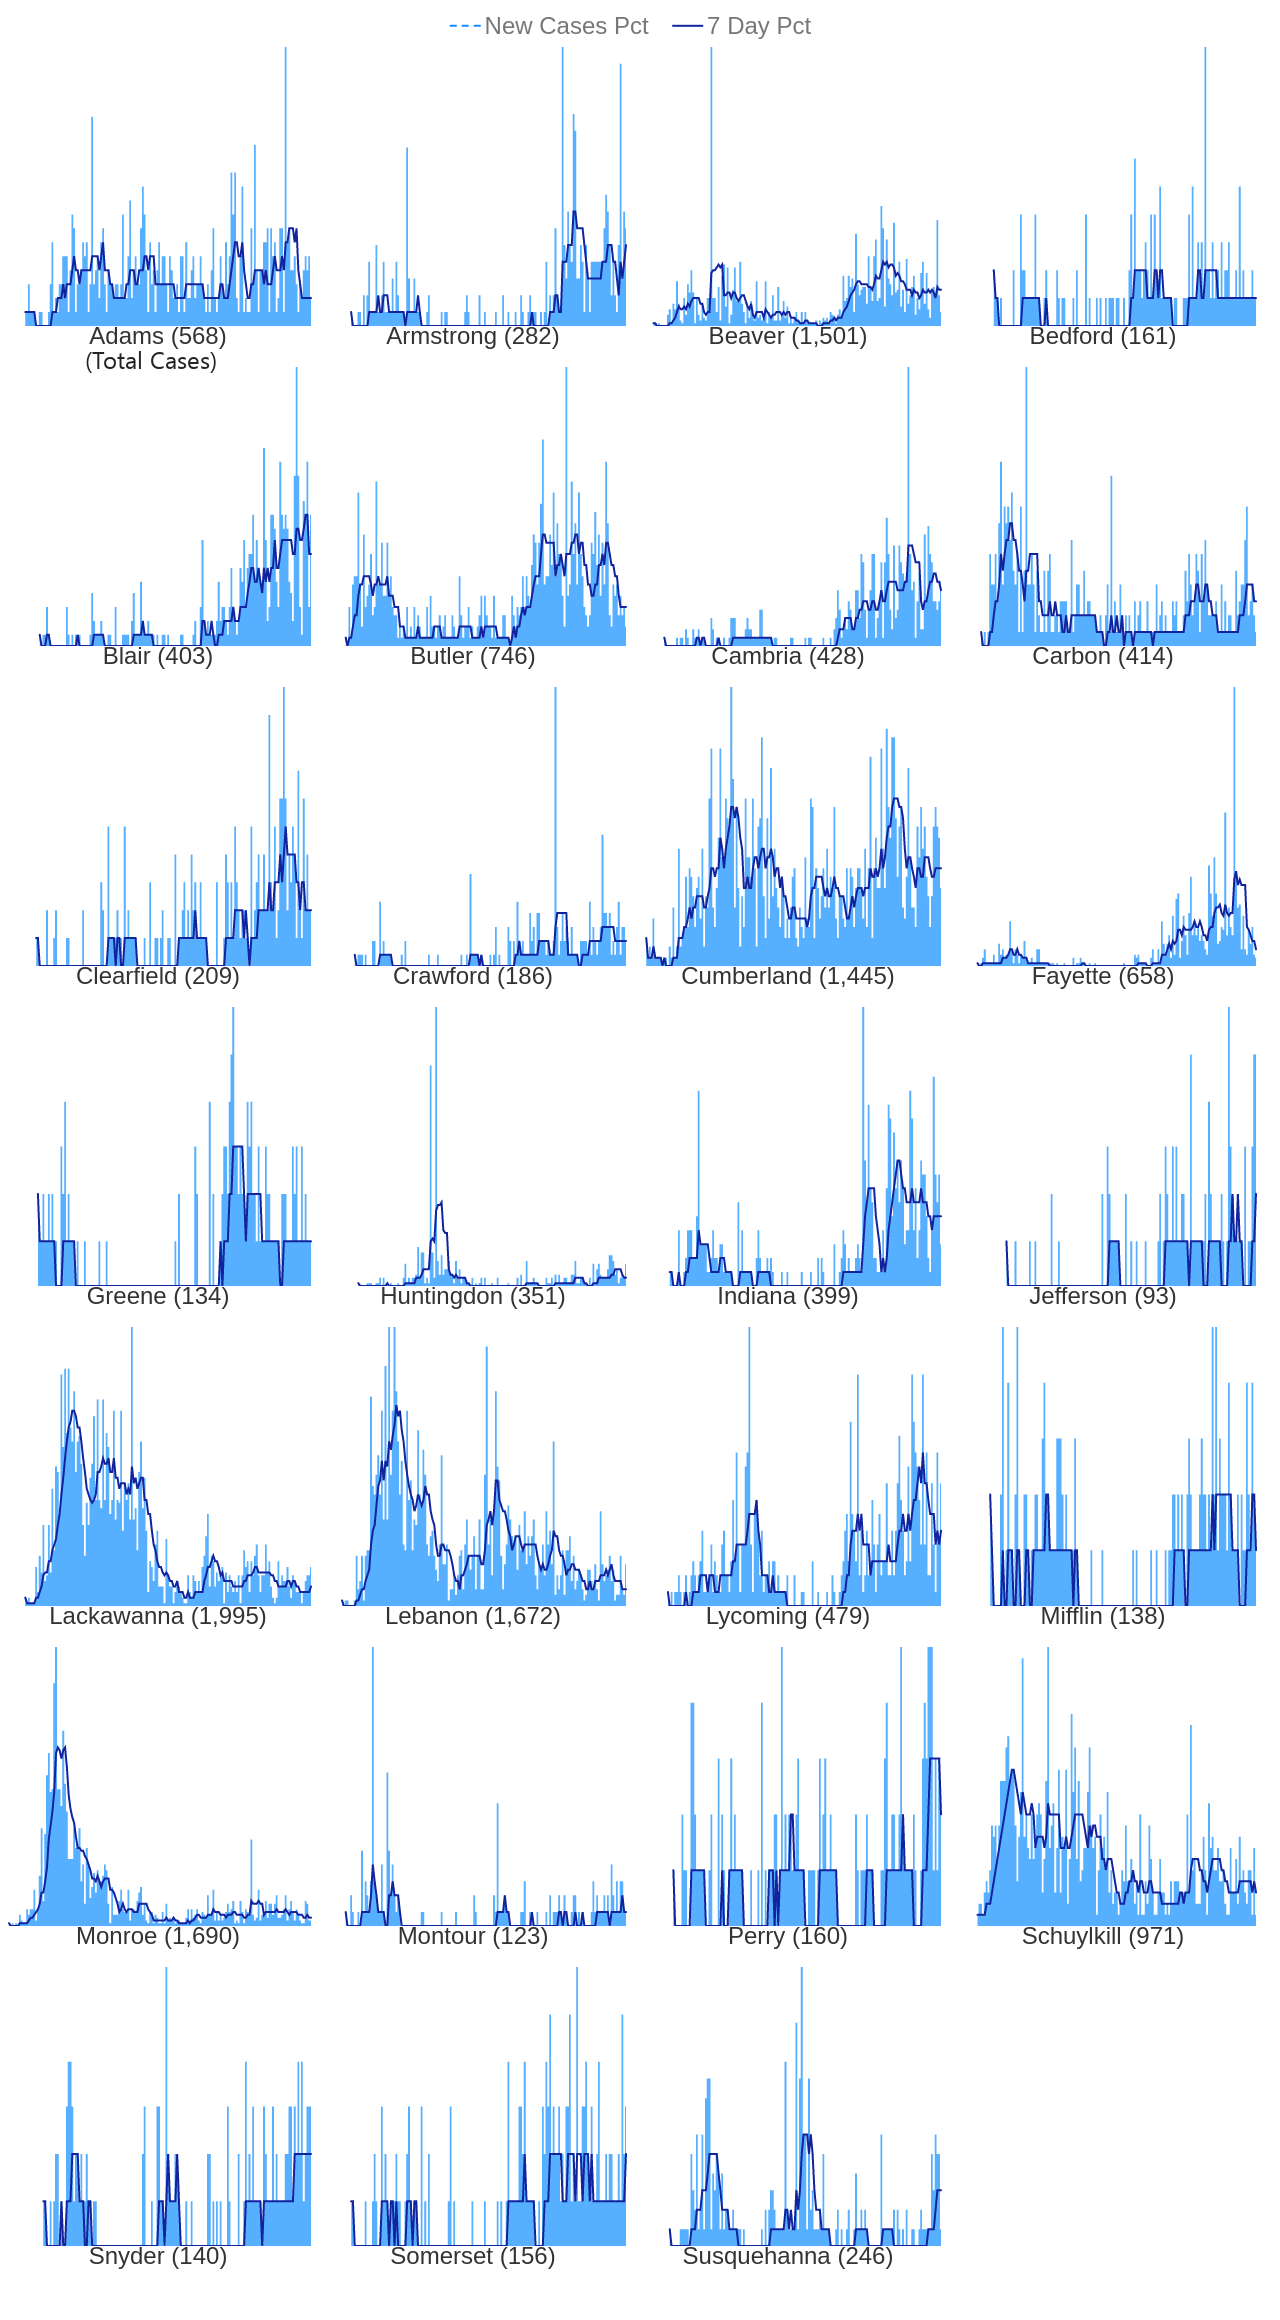 New Cases Pct 7 Day Pct
Adams (568) Armstrong (282) Beaver (1,501) Bedford (161)
(Total Cases)
Blair (403) Butler (746) Cambria (428) Carbon (414)
Clearfield (209) Crawford (186) Cumberland (1,445) Fayette (658)
Greene (134) Huntingdon (351) Indiana (399) Jefferson (93)
Lackawanna (1,995) Lebanon (1,672) Lycoming (479) Mifflin (138)
Monroe (1,690) Montour (123) Perry (160) Schuylkill (971)
Snyder (140) Somerset (156) Susquehanna (246)